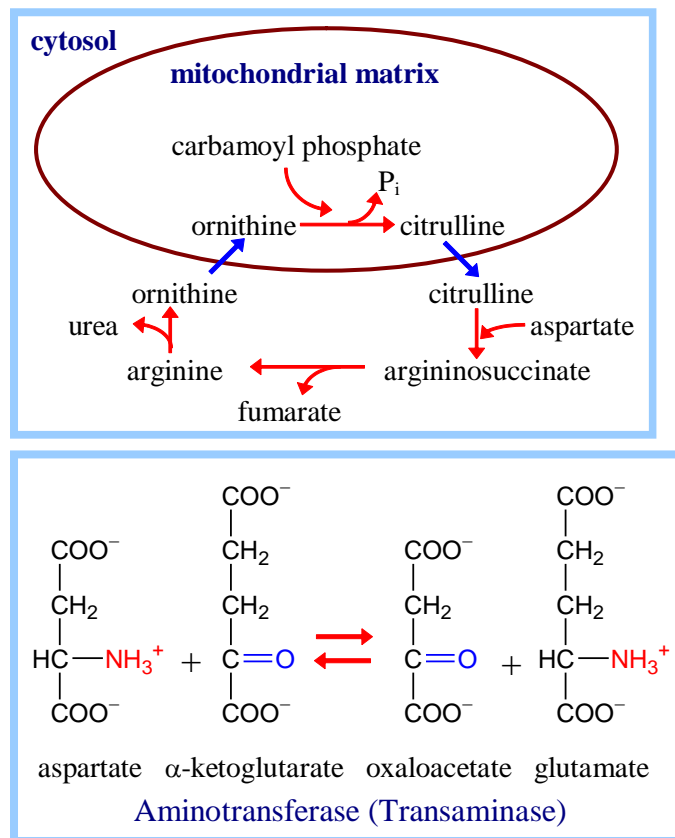 cytosol
mitochondrial matrix
carbamoyl phosphate
Pi
ornithine citrulline
ornithine citrulline
urea aspartate
arginine argininosuccinate
fumarate
COO− COO−
COO− CH2 COO− CH2
CH2 CH2 CH2 CH2
HC NH3+ + C O C O + HC NH3+
COO− COO− COO− COO−
aspartate α-ketoglutarate oxaloacetate glutamate
Aminotransferase (Transaminase)